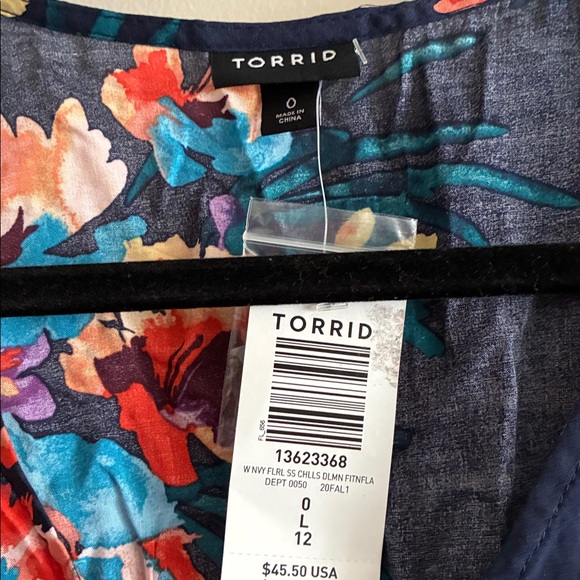 TORRID
0
MADE IN
CHINA
TORRID
FL_656
13623368
W NVY FLRL SS CHLLS DLMN FITNFLA
DEPT 0050 20FAL1
0
L
12
$45.50 USA